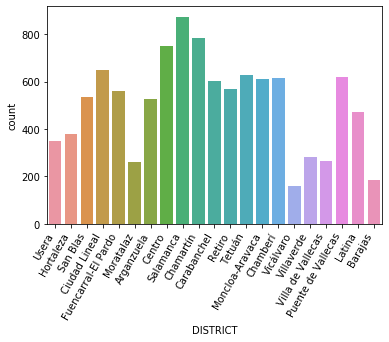 800
600
400
200
0
count
Usera
Hortaleza
San Blas
Ciudad Lineal
Fuencarral-El Pardo
Moratalaz
Arganzuela
Centro
Salamanca
Chamartín
Carabanchel
Retiro
Tetuán
Moncloa-Aravaca
Chamberí
Vicálvaro
Villaverde
Villa de Vallecas
Puente de Vallecas
Latina
Barajas
DISTRICT